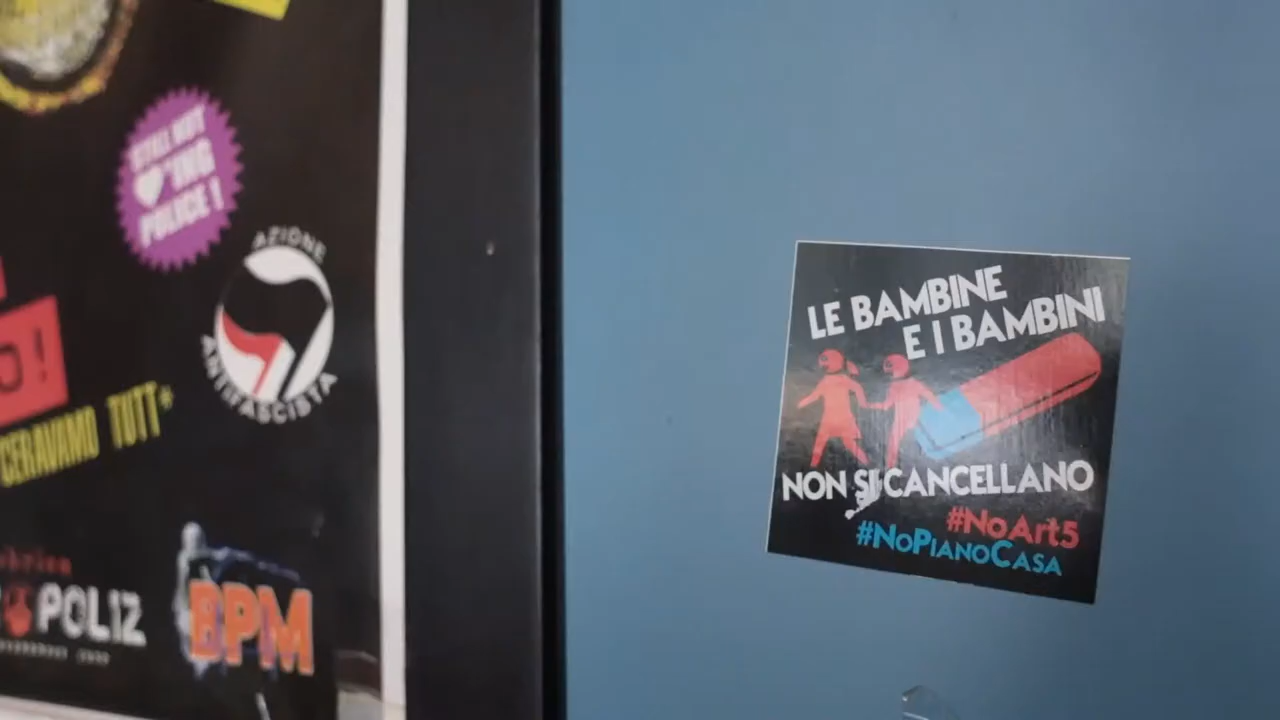 STILL NOT
♥'ING
POLICE !
AZIONE
ANTIFASCISTA
!
CERAVAMO TUTT*
POLIZ
BPM
LE BAMBINE
E I BAMBINI
NON SI CANCELLANO
#NoArt5
#NoPianoCasa